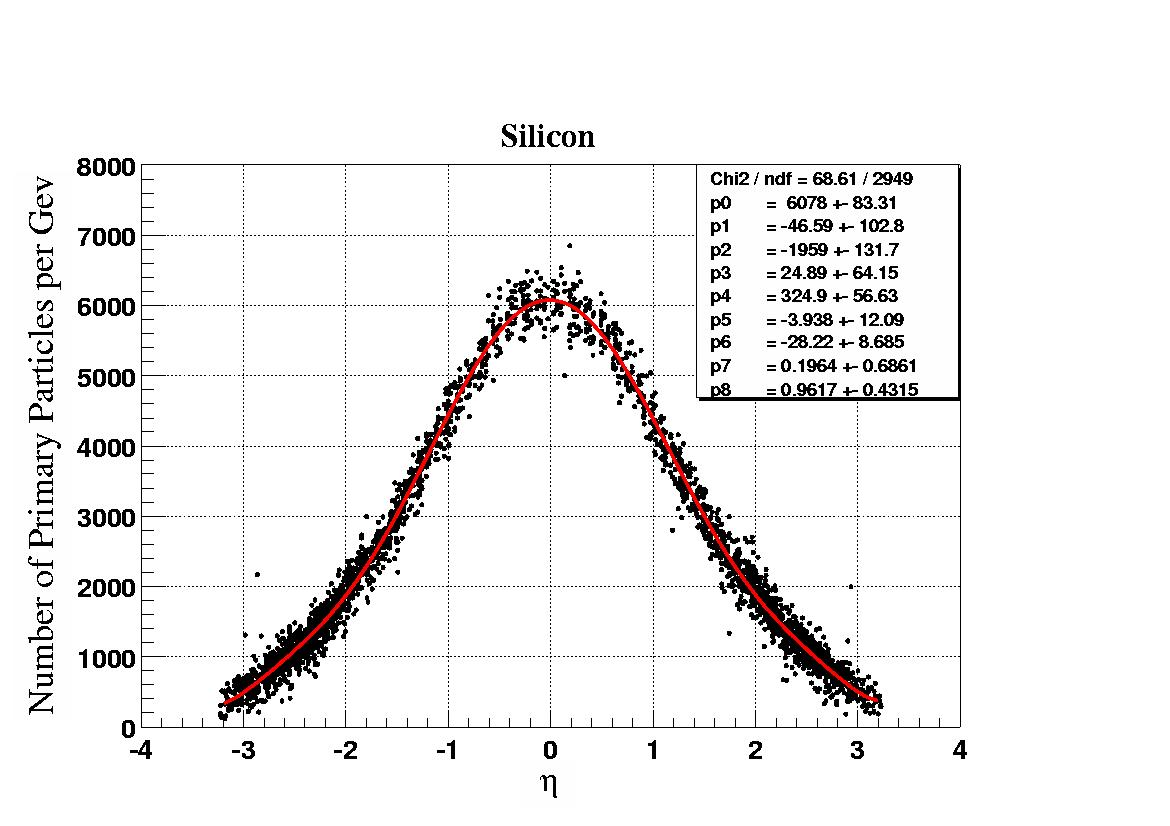 Silicon
Number of Primary Particles per Gev
8000
7000
6000
5000
4000
3000
2000
1000
0
-4 -3 -2 -1 0 1 2 3 4
η
Chi2 / ndf = 68.61 / 2949
p0 = 6078 +- 83.31
p1 = -46.59 +- 102.8
p2 = -1959 +- 131.7
p3 = 24.89 +- 64.15
p4 = 324.9 +- 56.63
p5 = -3.938 +- 12.09
p6 = -28.22 +- 8.685
p7 = 0.1964 +- 0.6861
p8 = 0.9617 +- 0.4315